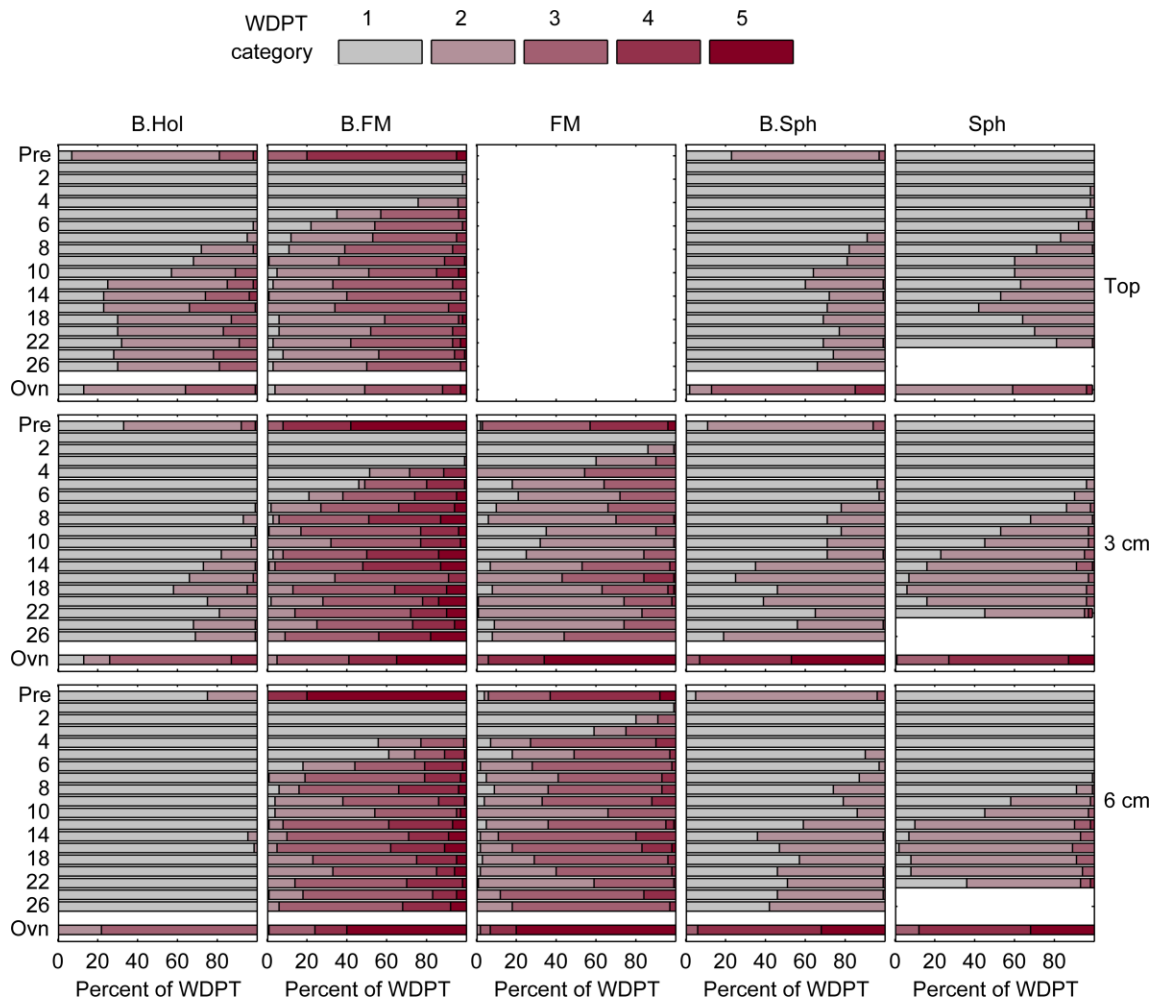 WDPT category 1 2 3 4 5
B.Hol B.FM FM B.Sph Sph
Pre
2
4
6
8
10
14
18
22
26
Ovn
Top
Pre
2
4
6
8
10
14
18
22
26
Ovn
3 cm
Pre
2
4
6
8
10
14
18
22
26
Ovn
6 cm
0 20 40 60 80 0 20 40 60 80 0 20 40 60 80 0 20 40 60 80 0 20 40 60 80
Percent of WDPT Percent of WDPT Percent of WDPT Percent of WDPT Percent of WDPT